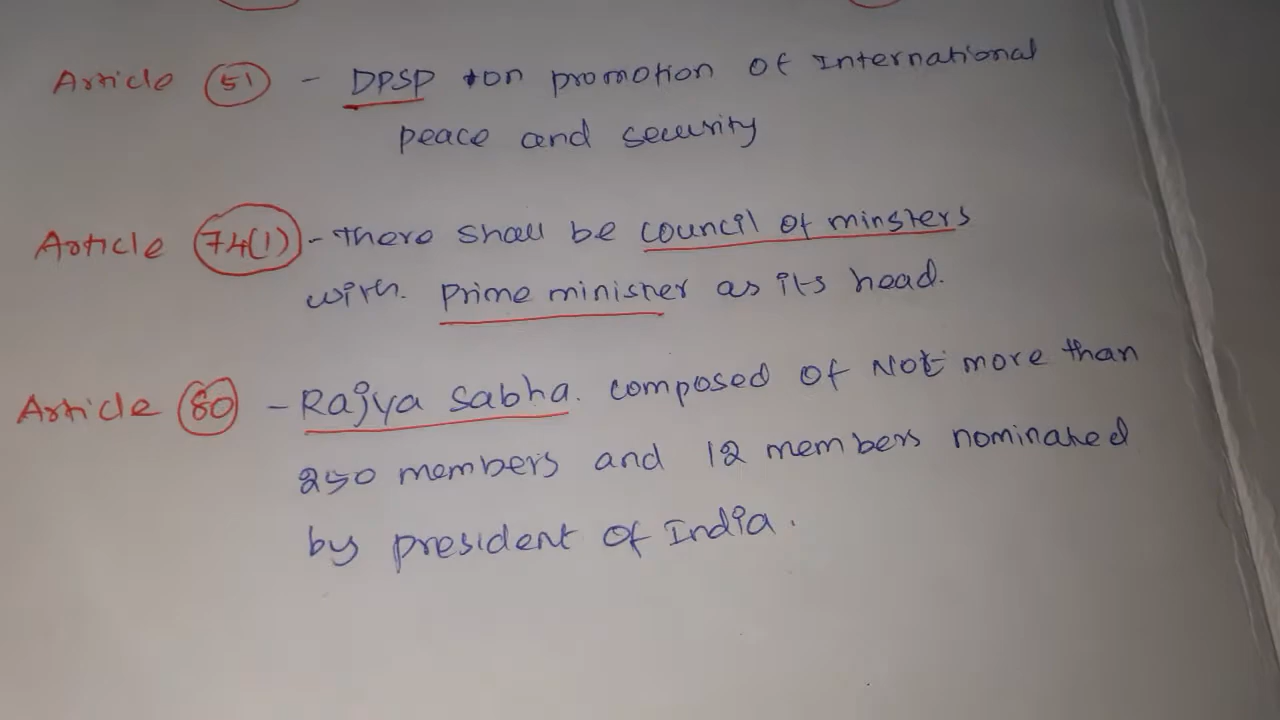 Article 51 - DPSP on promotion of International
peace and security
Article 74(1) - there shall be council of minsters
with. prime minister as its head.
Article 80 - Rajya sabha. composed of Not more than
250 members and 12 members nominated
by president of India.